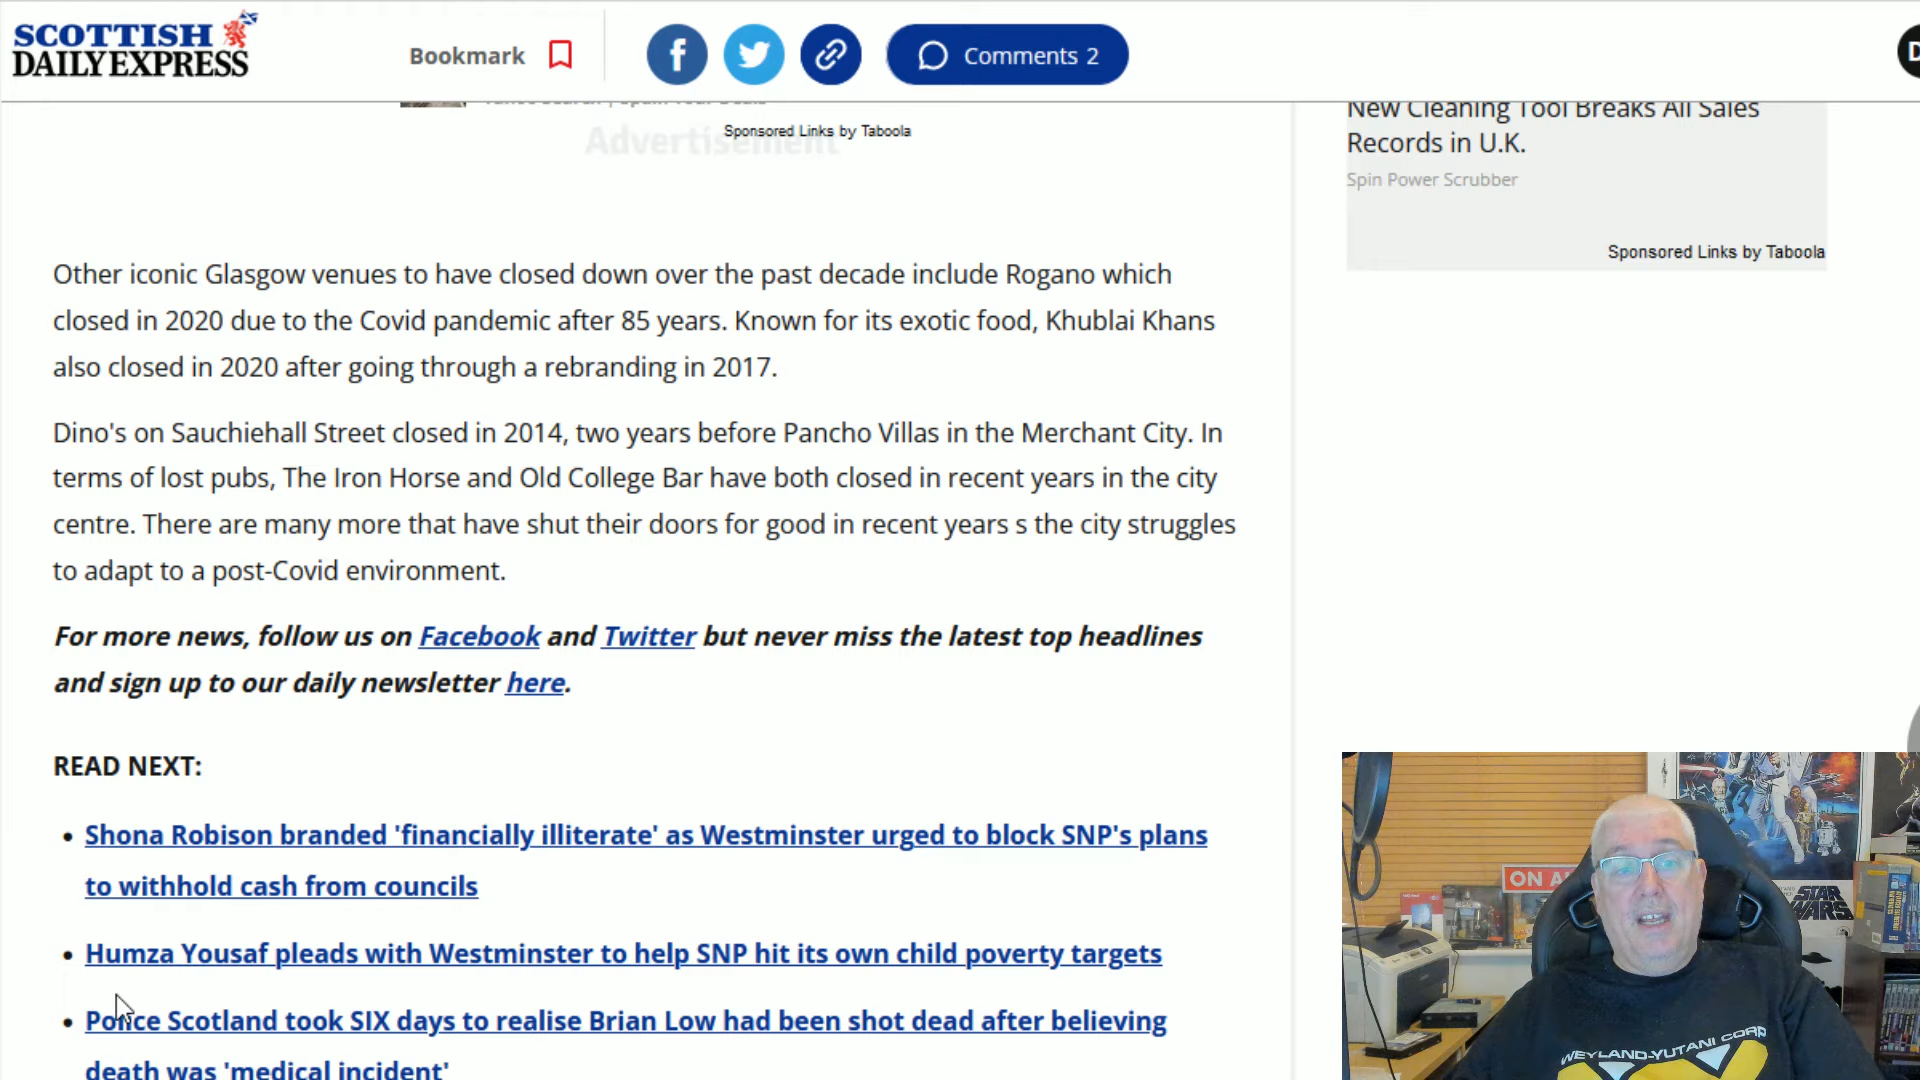 SCOTTISH
DAILY EXPRESS
Bookmark
Comments 2
Advertisement
Sponsored Links by Taboola
New Cleaning Tool Breaks All Sales
Records in U.K.
Spin Power Scrubber
Sponsored Links by Taboola
Other iconic Glasgow venues to have closed down over the past decade include Rogano which
closed in 2020 due to the Covid pandemic after 85 years. Known for its exotic food, Khublai Khans
also closed in 2020 after going through a rebranding in 2017.
Dino's on Sauchiehall Street closed in 2014, two years before Pancho Villas in the Merchant City. In
terms of lost pubs, The Iron Horse and Old College Bar have both closed in recent years in the city
centre. There are many more that have shut their doors for good in recent years s the city struggles
to adapt to a post-Covid environment.
For more news, follow us on Facebook and Twitter but never miss the latest top headlines
and sign up to our daily newsletter here.
READ NEXT:
• Shona Robison branded 'financially illiterate' as Westminster urged to block SNP's plans
to withhold cash from councils
• Humza Yousaf pleads with Westminster to help SNP hit its own child poverty targets
• Police Scotland took SIX days to realise Brian Low had been shot dead after believing
death was 'medical incident'
ON A
STAR
WARS
WEYLAND-YUTANI CORP